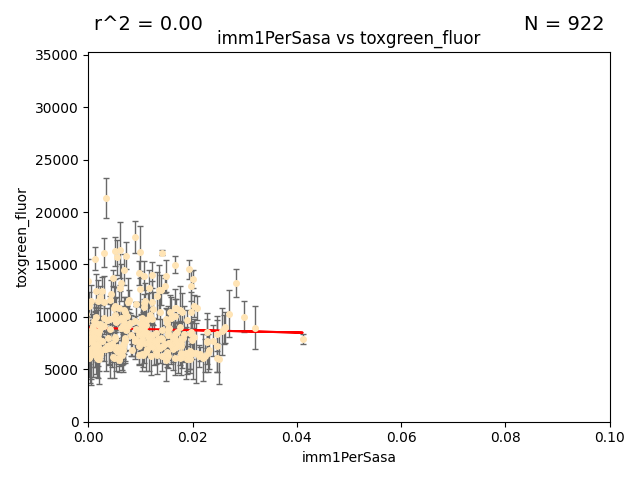 r^2 = 0.00
N = 922
imm1PerSasa vs toxgreen_fluor
35000
30000
25000
20000
15000
10000
5000
0
toxgreen_fluor
0.00
0.02
0.04
0.06
0.08
0.10
imm1PerSasa